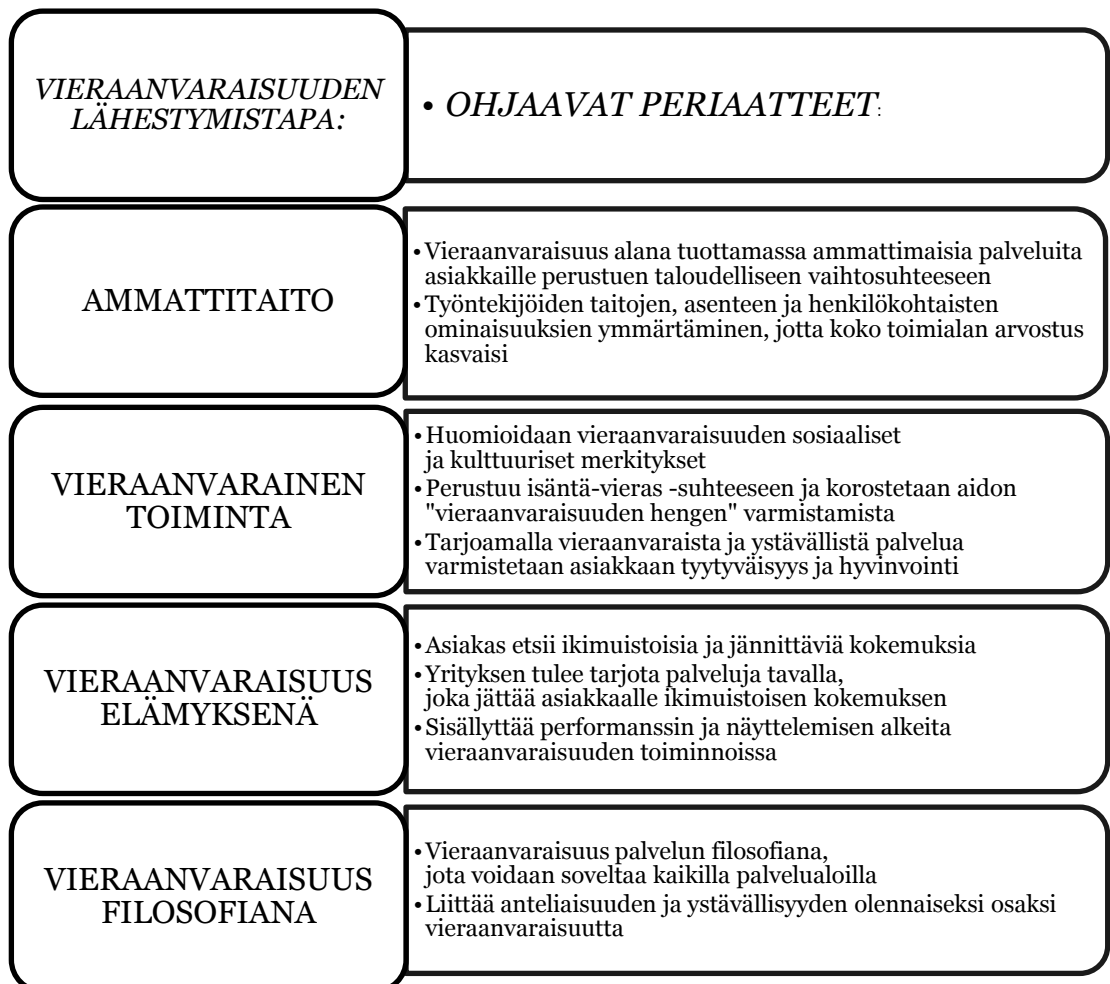 VIERAANVARAISUUDEN
LÄHESTYMISTAPA:
• OHJAAVAT PERIAATTEET:
AMMATTITAITO
•Vieraanvaraisuus alana tuottamassa ammattimaisia palveluita
asiakkaille perustuen taloudelliseen vaihtosuhteeseen
•Työntekijöiden taitojen, asenteen ja henkilökohtaisten
ominaisuuksien ymmärtäminen, jotta koko toimialan arvostus
kasvaisi
VIERAANVARAINEN
TOIMINTA
•Huomioidaan vieraanvaraisuuden sosiaaliset
ja kulttuuriset merkitykset
•Perustuu isäntä-vieras -suhteeseen ja korostetaan aidon
"vieraanvaraisuuden hengen" varmistamista
•Tarjoamalla vieraanvaraista ja ystävällistä palvelua
varmistetaan asiakkaan tyytyväisyys ja hyvinvointi
VIERAANVARAISUUS
ELÄMYKSENÄ
•Asiakas etsii ikimuistoisia ja jännittäviä kokemuksia
•Yrityksen tulee tarjota palveluja tavalla,
joka jättää asiakkaalle ikimuistoisen kokemuksen
•Sisällyttää performanssin ja näyttelemisen alkeita
vieraanvaraisuuden toiminnoissa
VIERAANVARAISUUS
FILOSOFIANA
•Vieraanvaraisuus palvelun filosofiana,
jota voidaan soveltaa kaikilla palvelualoilla
•Liittää anteliaisuuden ja ystävällisyyden olennaiseksi osaksi
vieraanvaraisuutta